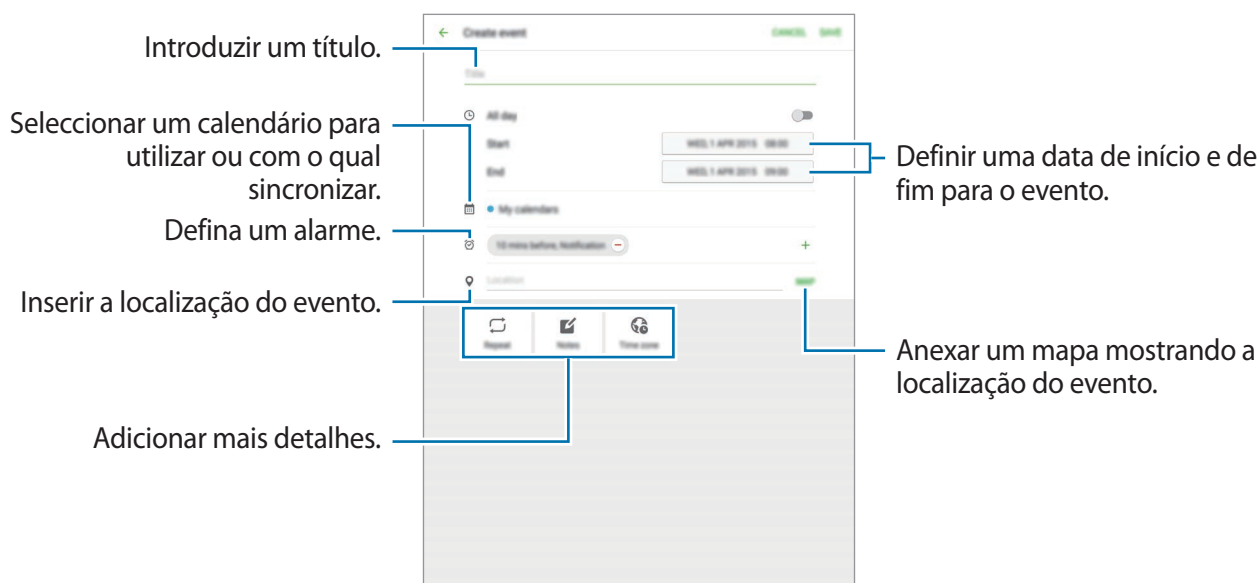 Create event
CANCEL SAVE
Introduzir um título.
Title
All day
Seleccionar um calendário para
utilizar ou com o qual
sincronizar.
Start
WED, 1 APR 2015 08:00
End
WED, 1 APR 2015 09:00
Definir uma data de início e de
fim para o evento.
My calendars
Defina um alarme.
10 mins before, Notification
Inserir a localização do evento.
Location
MAP
Repeat
Notes
Time zone
Anexar um mapa mostrando a
localização do evento.
Adicionar mais detalhes.